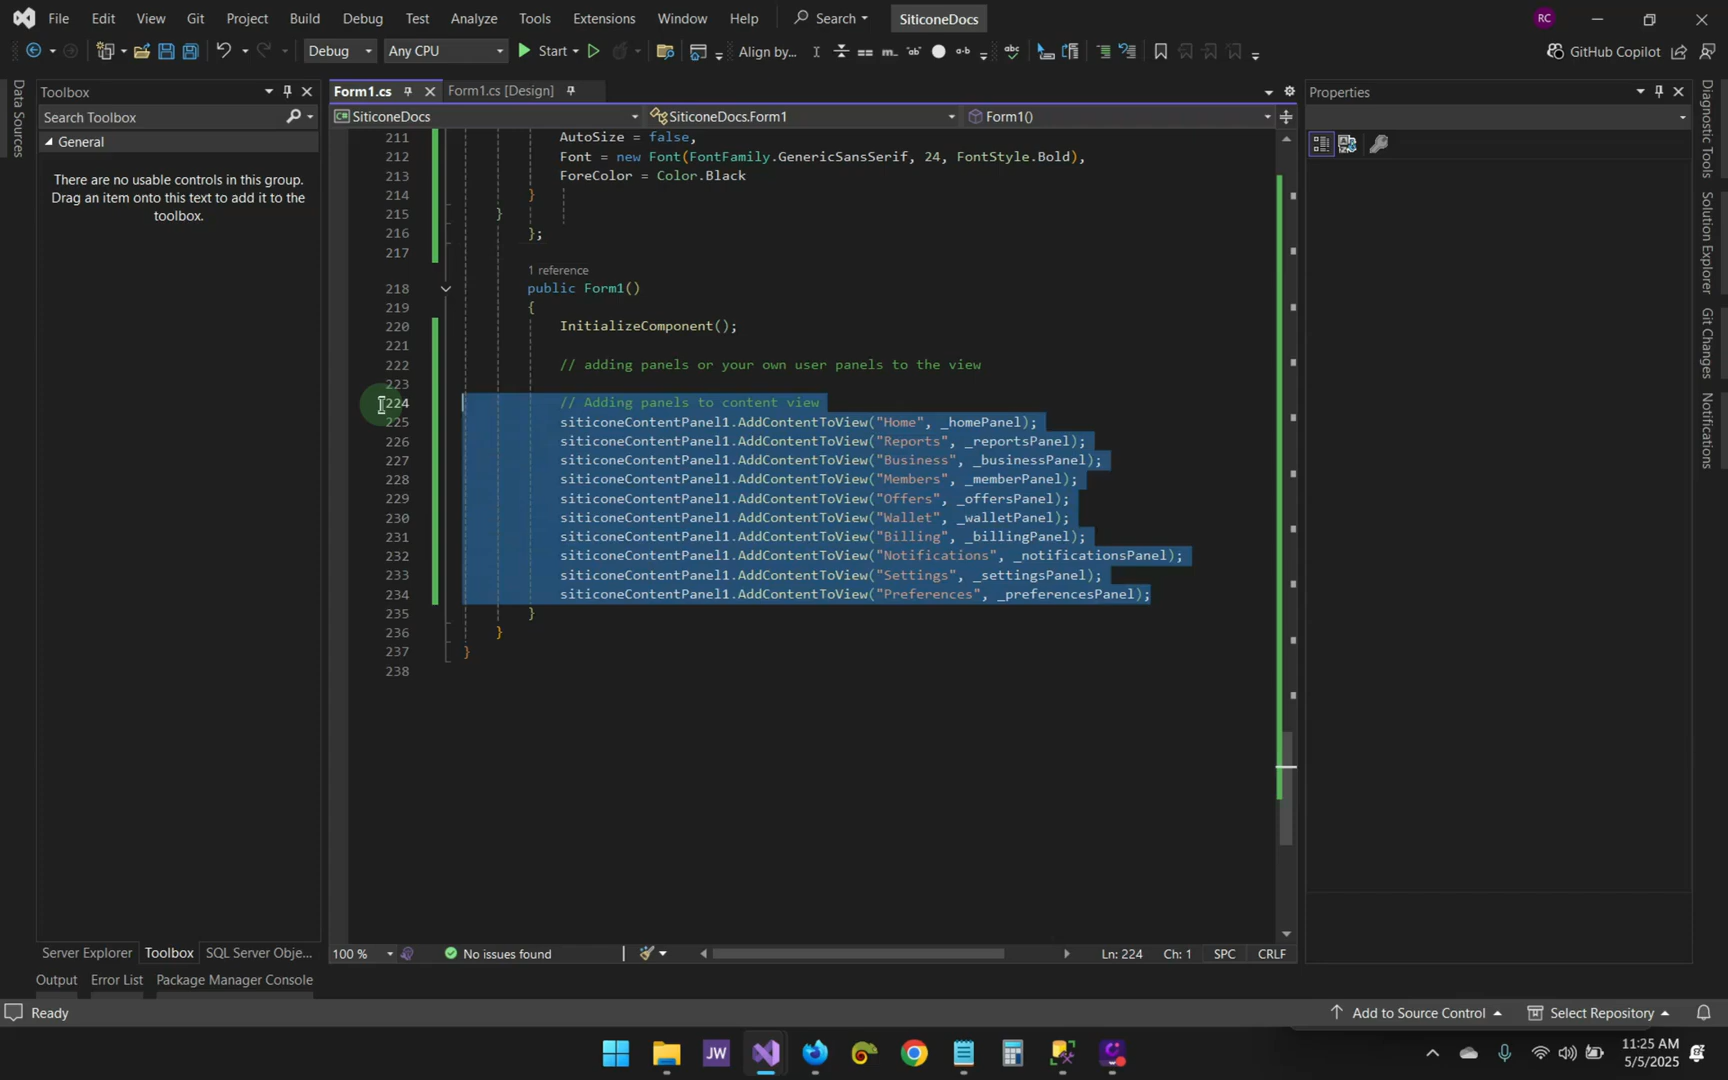 File Edit View Git Project Build Debug Test Analyze Tools Extensions Window Help Search SiticoneDocs RC
Debug Any CPU Start Align by... GitHub Copilot
Data Sources
Toolbox
Search Toolbox
General
There are no usable controls in this group.
Drag an item onto this text to add it to the
toolbox.
Form1.cs Form1.cs [Design]
SiticoneDocs SiticoneDocs.Form1 Form1()
211 AutoSize = false,
212 Font = new Font(FontFamily.GenericSansSerif, 24, FontStyle.Bold),
213 ForeColor = Color.Black
214 }
215 }
216 };
217
1 reference
218 public Form1()
219 {
220 InitializeComponent();
221
222 // adding panels or your own user panels to the view
223
224 // Adding panels to content view
225 siticoneContentPanel1.AddContentToView("Home", _homePanel);
226 siticoneContentPanel1.AddContentToView("Reports", _reportsPanel);
227 siticoneContentPanel1.AddContentToView("Business", _businessPanel);
228 siticoneContentPanel1.AddContentToView("Members", _memberPanel);
229 siticoneContentPanel1.AddContentToView("Offers", _offersPanel);
230 siticoneContentPanel1.AddContentToView("Wallet", _walletPanel);
231 siticoneContentPanel1.AddContentToView("Billing", _billingPanel);
232 siticoneContentPanel1.AddContentToView("Notifications", _notificationsPanel);
233 siticoneContentPanel1.AddContentToView("Settings", _settingsPanel);
234 siticoneContentPanel1.AddContentToView("Preferences", _preferencesPanel);
235 }
236 }
237 }
238
Properties
Diagnostic Tools
Solution Explorer
Git Changes
Notifications
Server Explorer Toolbox SQL Server Obje...
100 % No issues found Ln: 224 Ch: 1 SPC CRLF
Output Error List Package Manager Console
Ready Add to Source Control Select Repository
JW
11:25 AM
5/5/2025